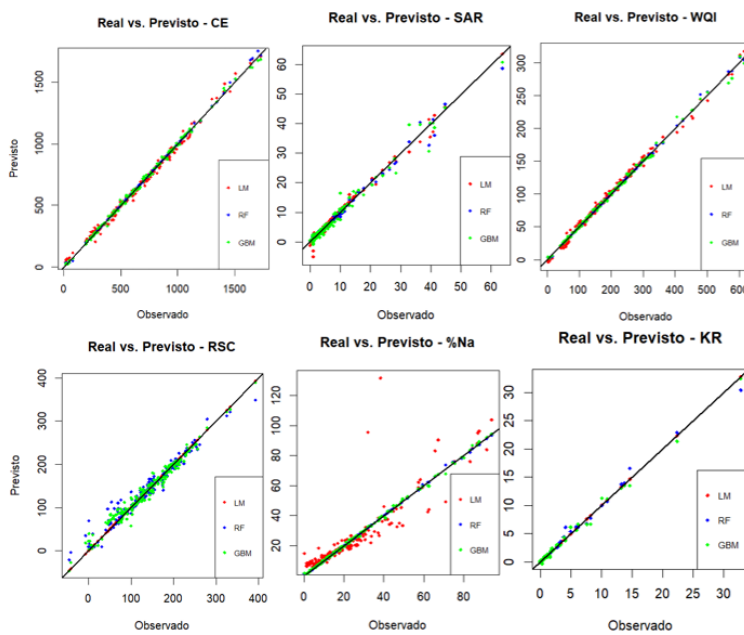 Real vs. Previsto - CE
Previsto
0
500
1000
1500
0
500
1000
1500
Observado
LM
RF
GBM
Real vs. Previsto - SAR
0
10
20
30
40
50
60
0
10
20
30
40
50
60
Observado
LM
RF
GBM
Real vs. Previsto - WQI
0
50
100
150
200
250
300
0
100
200
300
400
500
600
Observado
LM
RF
GBM
Real vs. Previsto - RSC
Previsto
0
100
200
300
400
0
100
200
300
400
Observado
LM
RF
GBM
Real vs. Previsto - %Na
20
40
60
80
100
120
0
20
40
60
80
Observado
LM
RF
GBM
Real vs. Previsto - KR
0
5
10
15
20
25
30
0
5
10
15
20
25
30
Observado
LM
RF
GBM